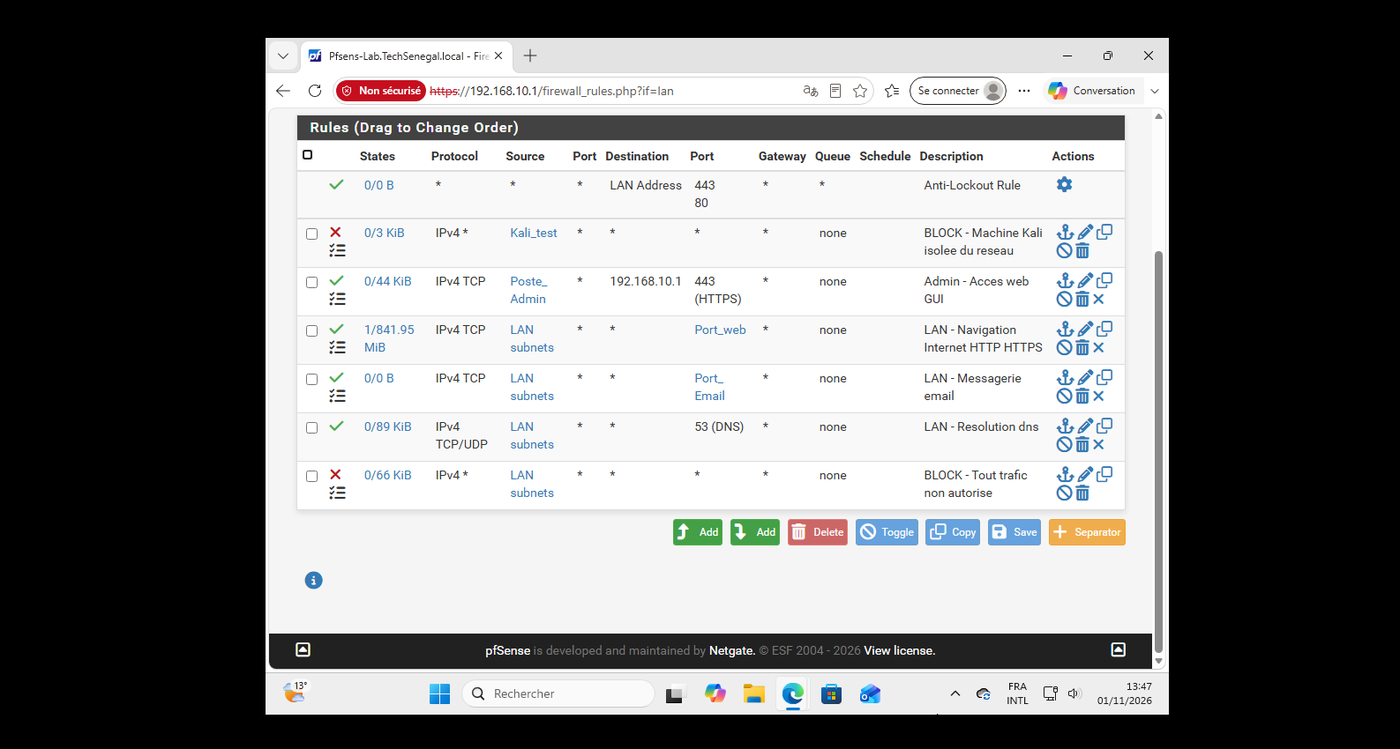 Pfsens-Lab.TechSenegal.local - Fire
Non sécurisé https://192.168.10.1/firewall_rules.php?if=lan
Se connecter
Conversation
Rules (Drag to Change Order)
States Protocol Source Port Destination Port Gateway Queue Schedule Description Actions
0/0 B * * * LAN Address 443 * * Anti-Lockout Rule
80
0/3 KiB IPv4 * Kali_test * * * * none BLOCK - Machine Kali
isolee du reseau
0/44 KiB IPv4 TCP Poste_ * 192.168.10.1 443 * none Admin - Acces web
Admin (HTTPS) GUI
1/841.95 IPv4 TCP LAN * * Port_web * none LAN - Navigation
MiB subnets Internet HTTP HTTPS
0/0 B IPv4 TCP LAN * * Port_ * none LAN - Messagerie
subnets Email email
0/89 KiB IPv4 LAN * * 53 (DNS) * none LAN - Resolution dns
TCP/UDP subnets
0/66 KiB IPv4 * LAN * * * * none BLOCK - Tout trafic
subnets non autorise
Add Add Delete Toggle Copy Save Separator
pfSense is developed and maintained by Netgate. © ESF 2004 - 2026 View license.
13°
Rechercher
FRA 13:47
INTL 01/11/2026